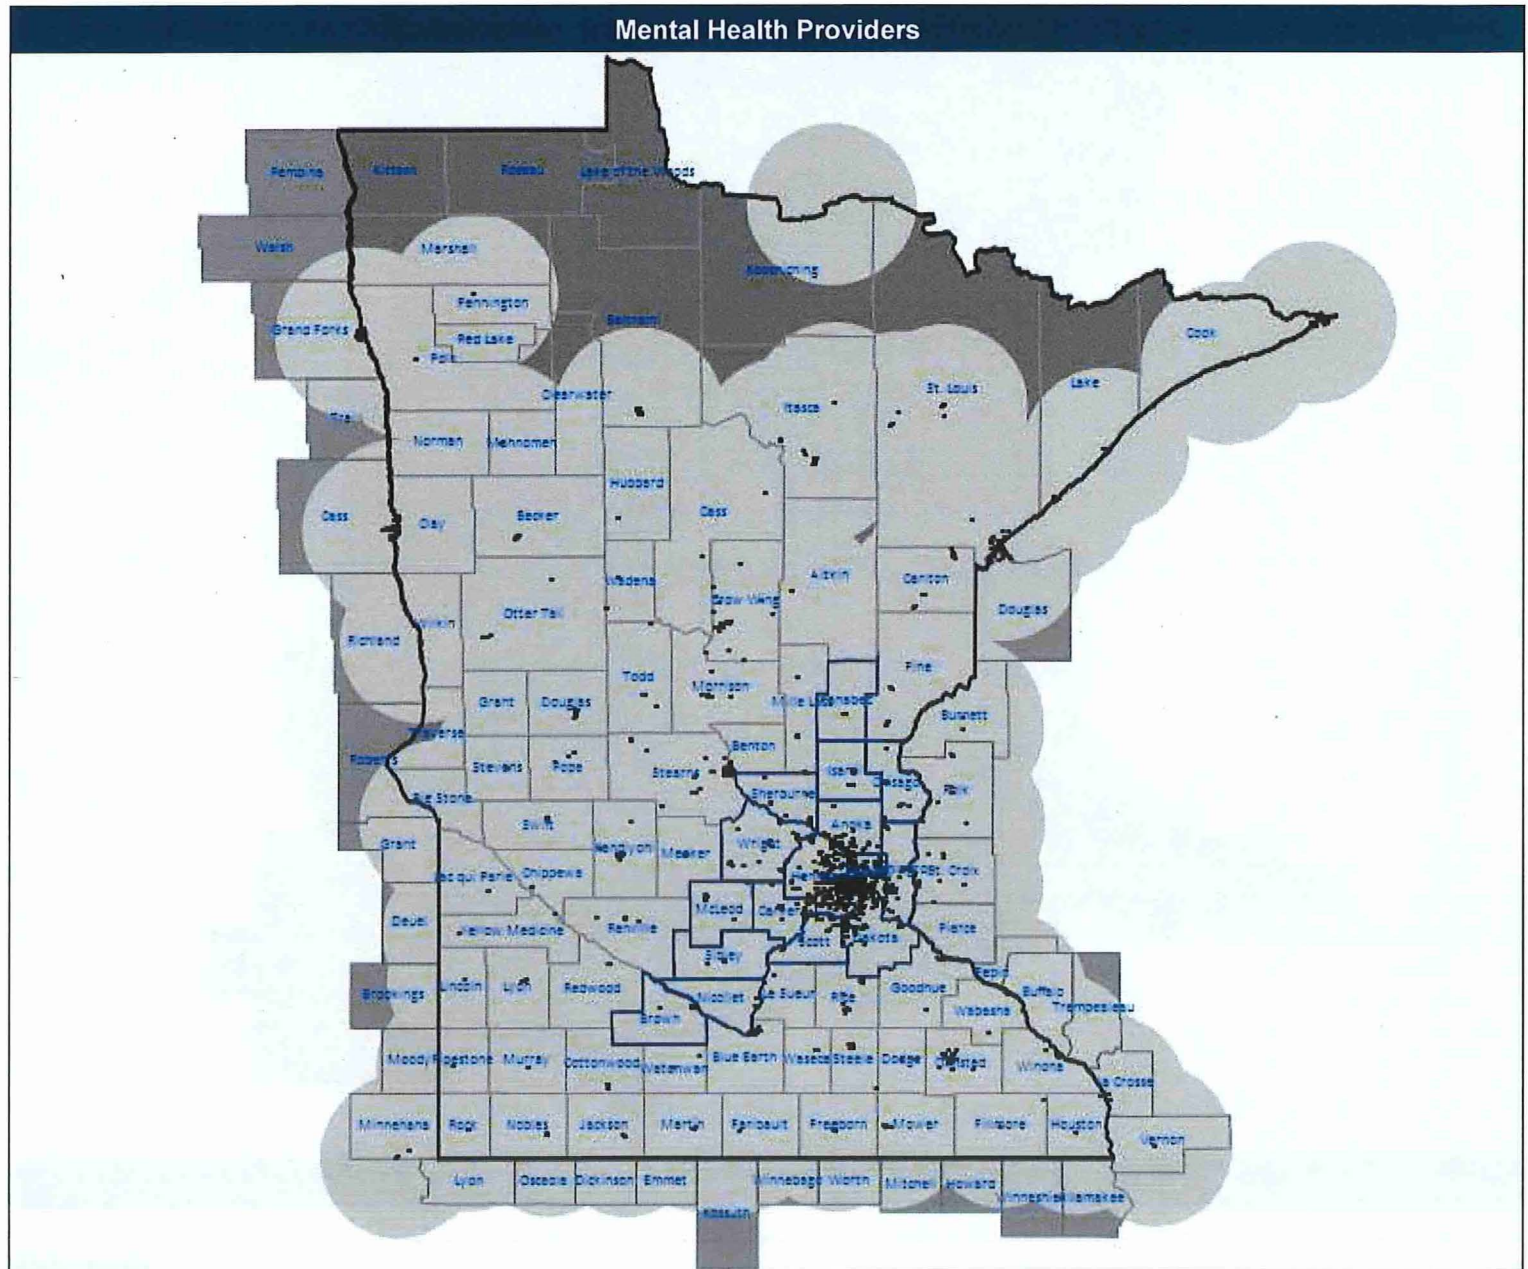 Mental Health Providers
Pembina
Kittson
Roseau
Lake of the Woods
Walsh
Marshall
Koochiching
Pennington
Beltrami
Grand Forks
Red Lake
Polk
Cook
Clearwater
Itasca
St. Louis
Lake
Traill
Norman
Mahnomen
Hubbard
Cass
Clay
Becker
Cass
Wadena
Crow Wing
Aitkin
Carlton
Douglas
Otter Tail
Wilkin
Richland
Todd
Morrison
Pine
Grant
Douglas
Mille Lacs
Kanabec
Burnett
Traverse
Benton
Roberts
Stevens
Pope
Stearns
Isanti
Chisago
Polk
Big Stone
Sherburne
Swift
Anoka
Grant
Kandiyohi
Meeker
Wright
Lac qui Parle
Chippewa
St. Croix
Deuel
McLeod
Carver
Yellow Medicine
Renville
Scott
Dakota
Pierce
Sibley
Brookings
Lincoln
Lyon
Redwood
Nicollet
Le Sueur
Rice
Goodhue
Pepin
Buffalo
Wabasha
Trempealeau
Brown
Moody
Pipestone
Murray
Cottonwood
Watonwan
Blue Earth
Waseca
Steele
Dodge
Olmsted
Winona
La Crosse
Minnehaha
Rock
Nobles
Jackson
Martin
Faribault
Freeborn
Mower
Fillmore
Houston
Vernon
Lyon
Osceola
Dickinson
Emmet
Kossuth
Winnebago
Worth
Mitchell
Howard
Winneshiek
Allamakee